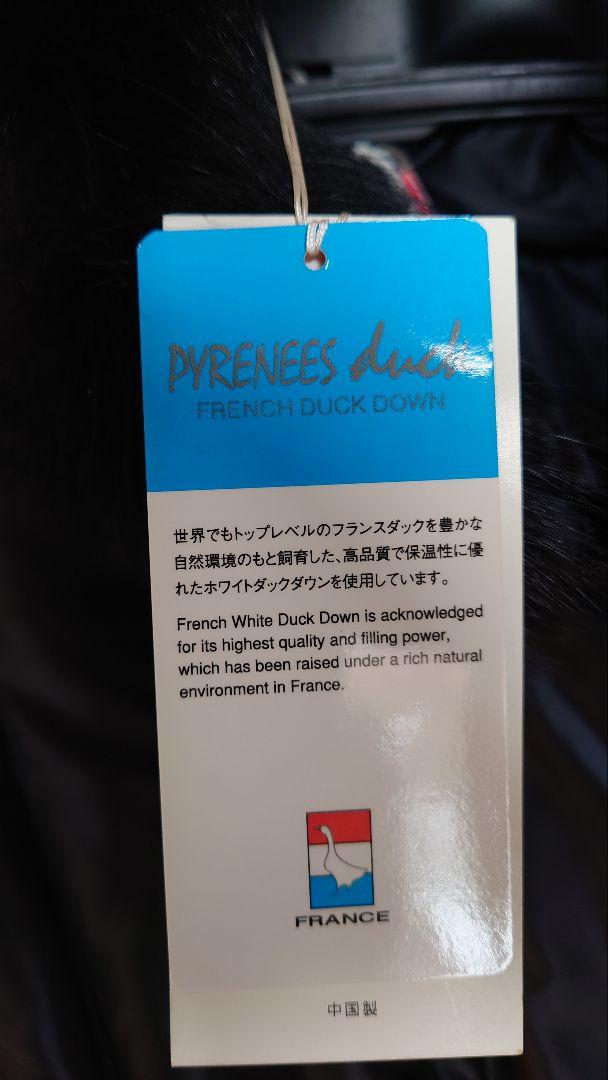 PYRENEES duck
FRENCH DUCK DOWN
世界でもトップレベルのフランスダックを豊かな
自然環境のもと飼育した、高品質で保温性に優
れたホワイトダックダウンを使用しています。
French White Duck Down is acknowledged
for its highest quality and filling power,
which has been raised under a rich natural
environment in France.
FRANCE
中国製